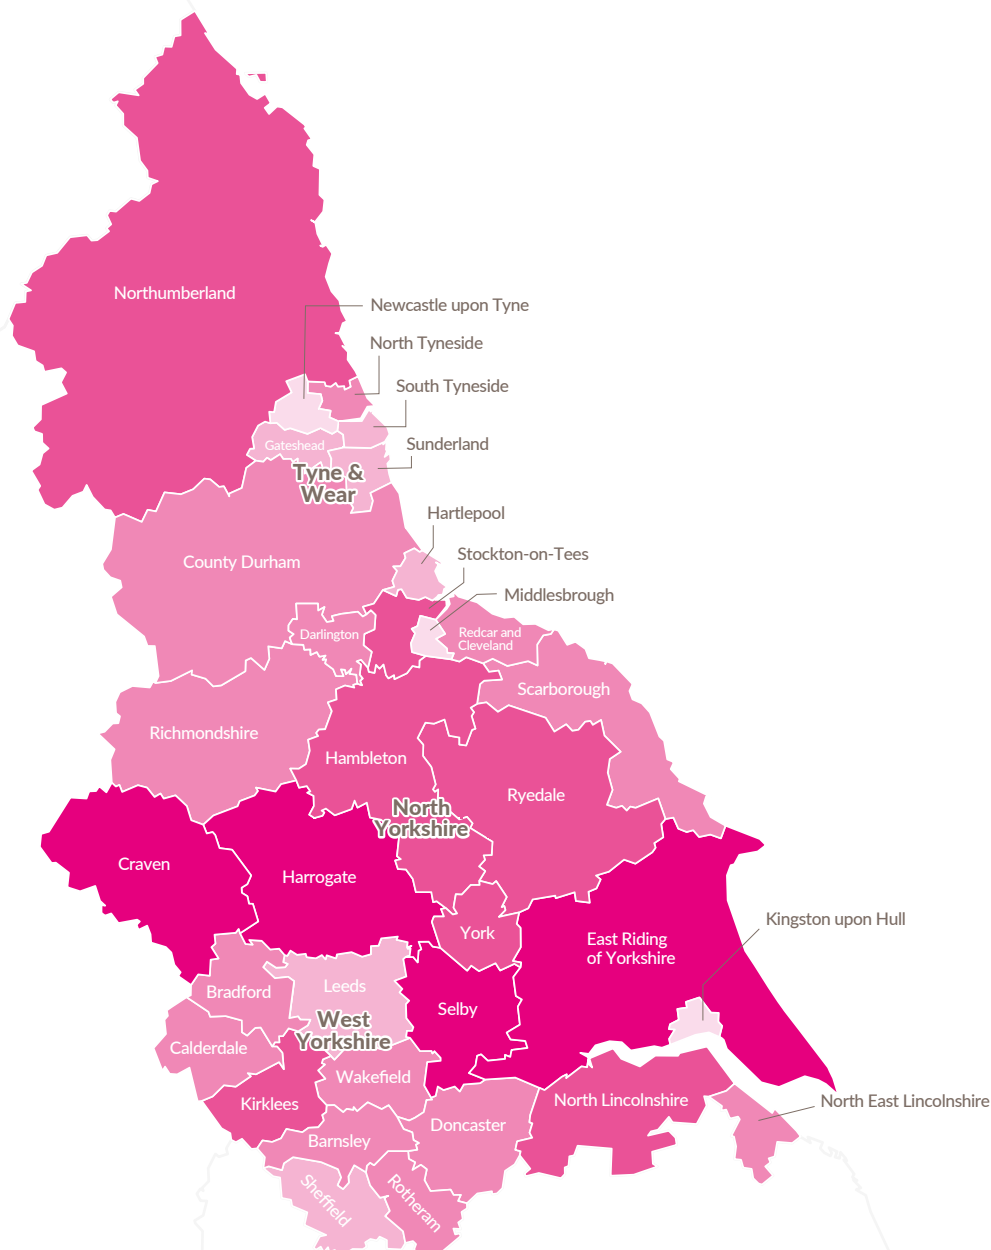 Northumberland
Newcastle upon Tyne
North Tyneside
South Tyneside
Gateshead
Sunderland
Tyne &
Wear
Hartlepool
Stockton-on-Tees
County Durham
Middlesbrough
Darlington
Redcar and
Cleveland
Scarborough
Richmondshire
Hambleton
Ryedale
North
Yorkshire
Craven
Harrogate
Kingston upon Hull
York
East Riding
of Yorkshire
Bradford
Leeds
Selby
West
Yorkshire
Calderdale
Wakefield
Kirklees
North Lincolnshire
North East Lincolnshire
Doncaster
Barnsley
Sheffield
Rotheram